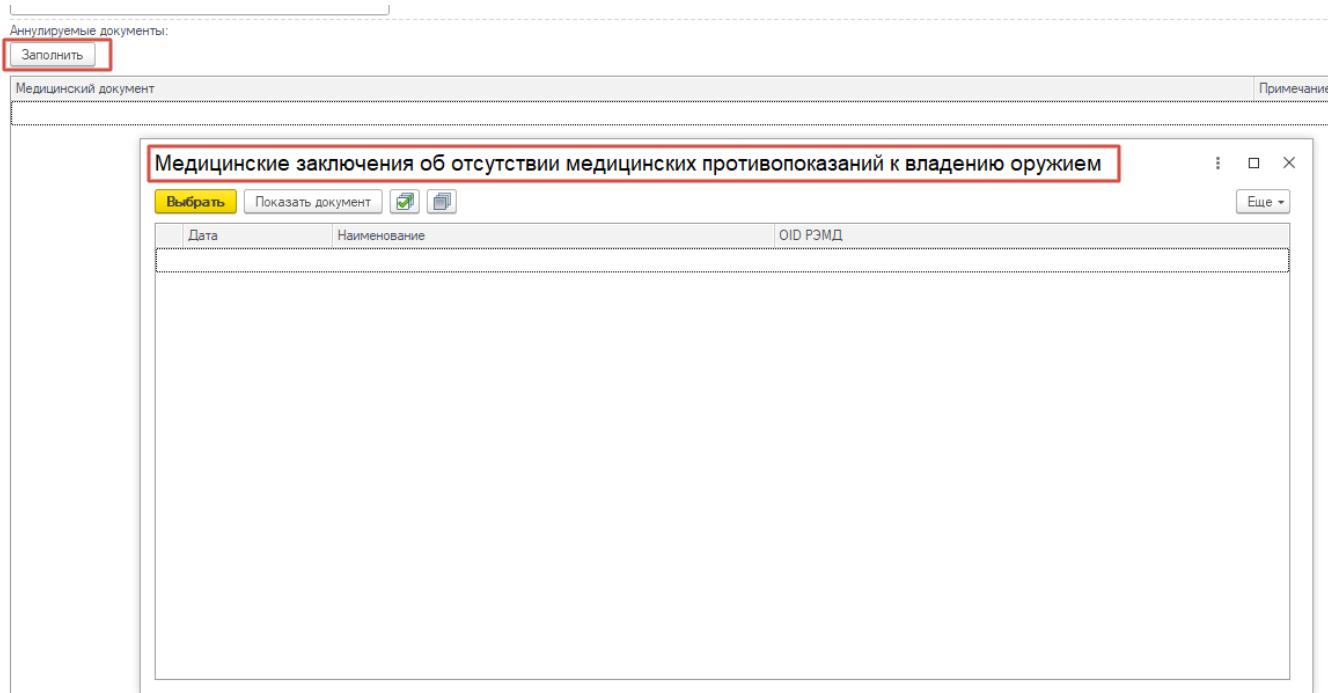 Аннулируемые документы:
Заполнить
Медицинский документ Примечание
Медицинские заключения об отсутствии медицинских противопоказаний к владению оружием
Выбрать Показать документ Еще
Дата Наименование OID РЭМД